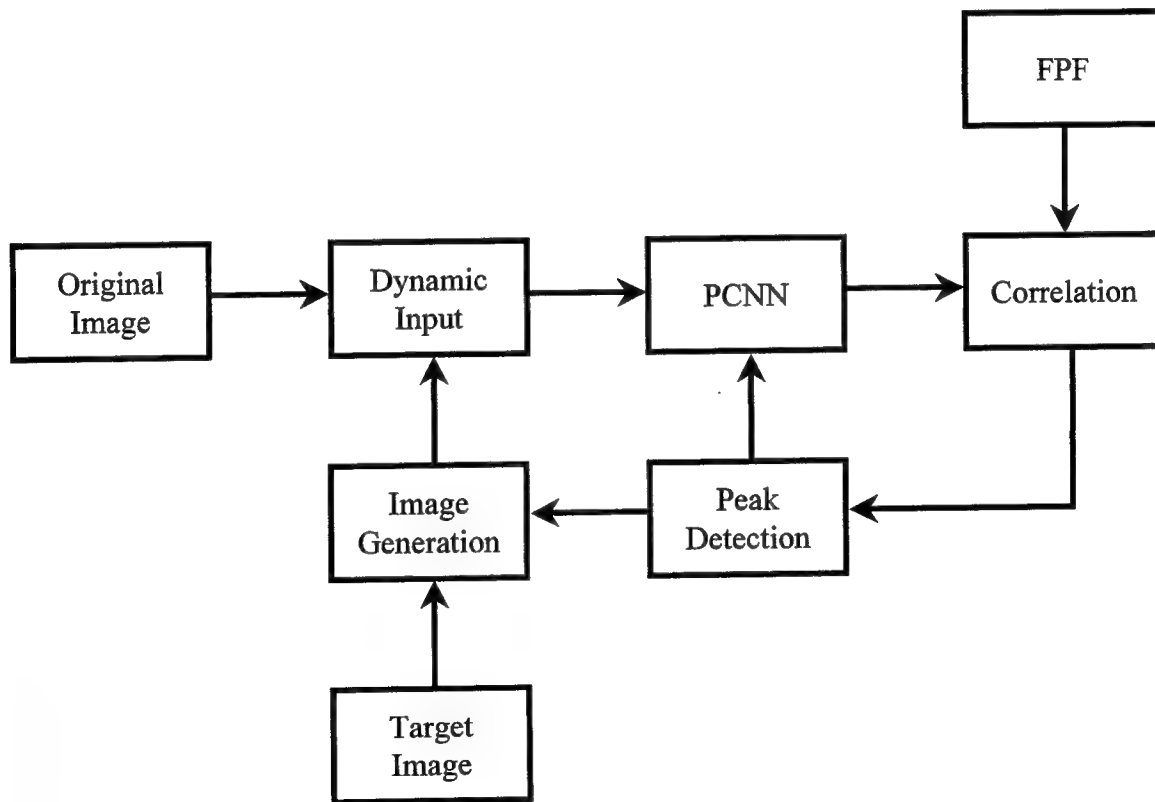 FPF
Original
Image
Dynamic
Input
PCNN
Correlation
Image
Generation
Peak
Detection
Target
Image